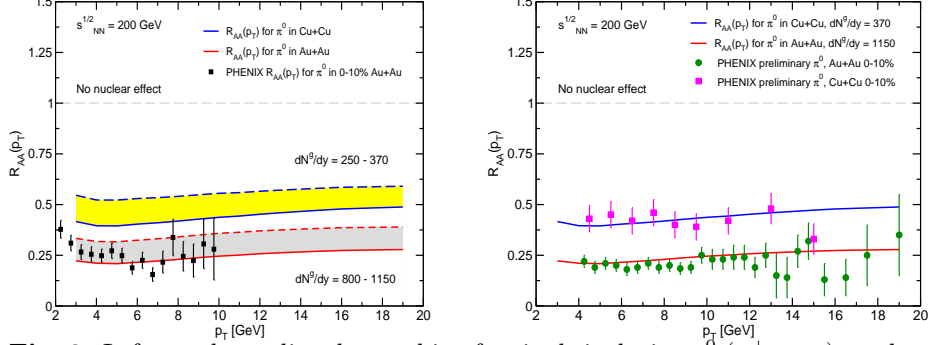 s^1/2_NN = 200 GeV
R_AA(p_T) for π^0 in Cu+Cu
R_AA(p_T) for π^0 in Au+Au
PHENIX R_AA(p_T) for π^0 in 0-10% Au+Au
No nuclear effect
dN^g/dy = 250 - 370
dN^g/dy = 800 - 1150
R_AA(p_T)
1.5
1.25
1
0.75
0.5
0.25
0
2 4 6 8 10 12 14 16 18 20
p_T [GeV]
s^1/2_NN = 200 GeV
R_AA(p_T) for π^0 in Cu+Cu, dN^g/dy = 370
R_AA(p_T) for π^0 in Au+Au, dN^g/dy = 1150
PHENIX preliminary π^0, Au+Au 0-10%
PHENIX preliminary π^0, Cu+Cu 0-10%
No nuclear effect
R_AA(p_T)
1.5
1.25
1
0.75
0.5
0.25
0
0 2 4 6 8 10 12 14 16 18 20
p_T [GeV]